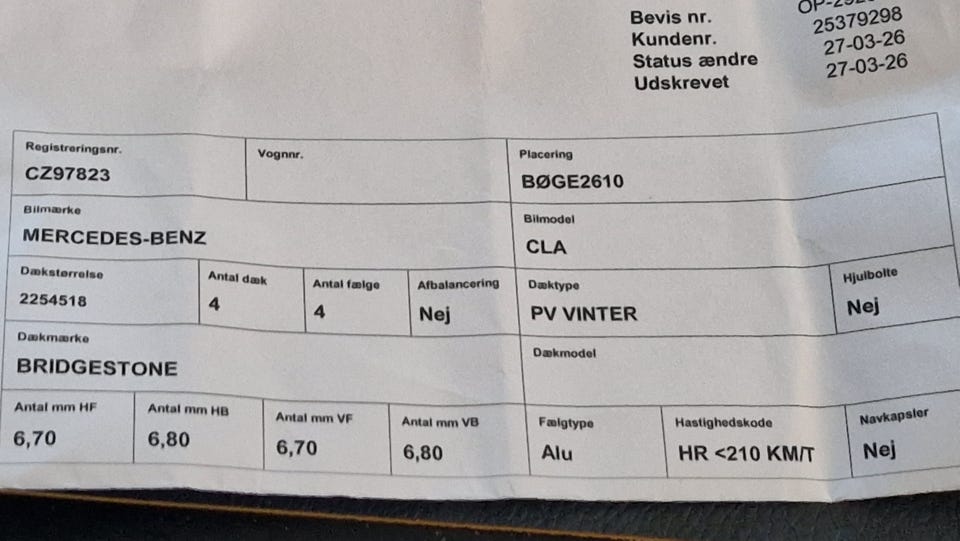 Bevis nr.
Kundenr. 25379298
Status ændre 27-03-26
Udskrevet 27-03-26
Registreringsnr. Vognnr. Placering
CZ97823 BØGE2610
Bilmærke Bilmodel
MERCEDES-BENZ CLA
Dækstørrelse Antal dæk Antal fælge Afbalancering Dæktype Hjulbolte
2254518 4 4 Nej PV VINTER Nej
Dækmærke Dækmodel
BRIDGESTONE
Antal mm HF Antal mm HB Antal mm VF Antal mm VB Fælgtype Hastighedskode Navkapsler
6,70 6,80 6,70 6,80 Alu HR <210 KM/T Nej